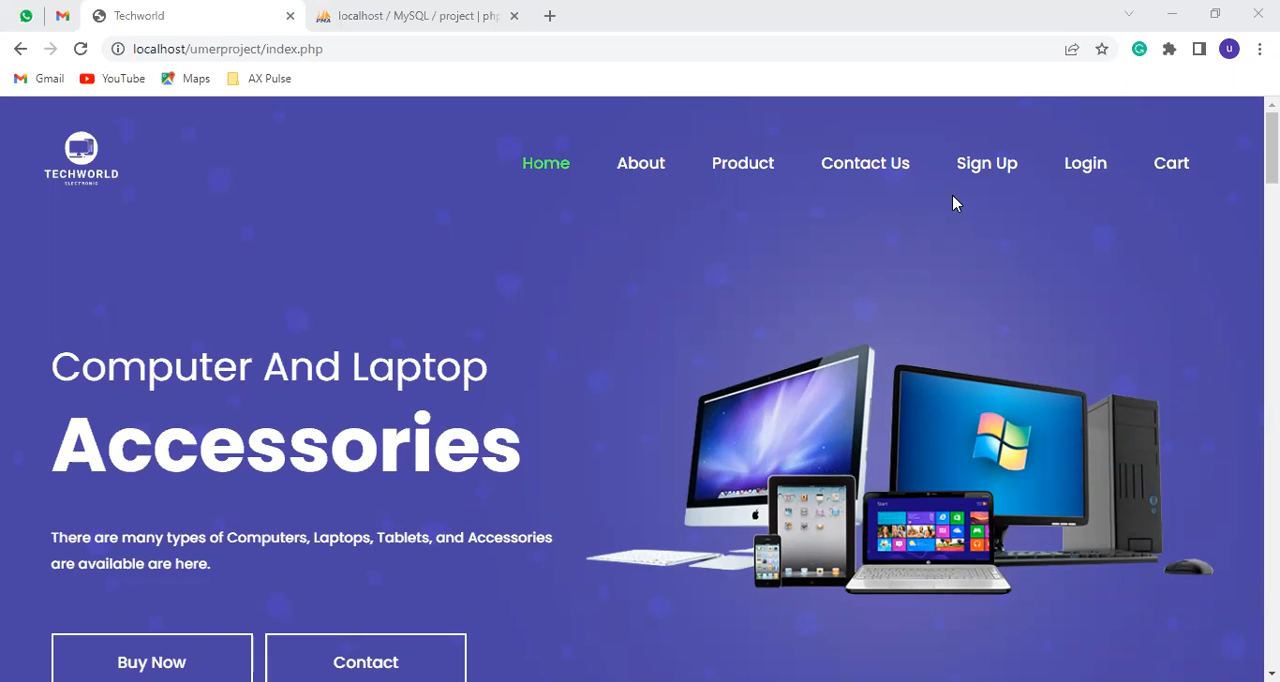 Techworld
localhost / MySQL / project | php
localhost/umerproject/index.php
u
Gmail
YouTube
Maps
AX Pulse
TECHWORLD
ELECTRONIC
Home
About
Product
Contact Us
Sign Up
Login
Cart
Computer And Laptop
Accessories
There are many types of Computers, Laptops, Tablets, and Accessories
are available are here.
Start
Buy Now
Contact